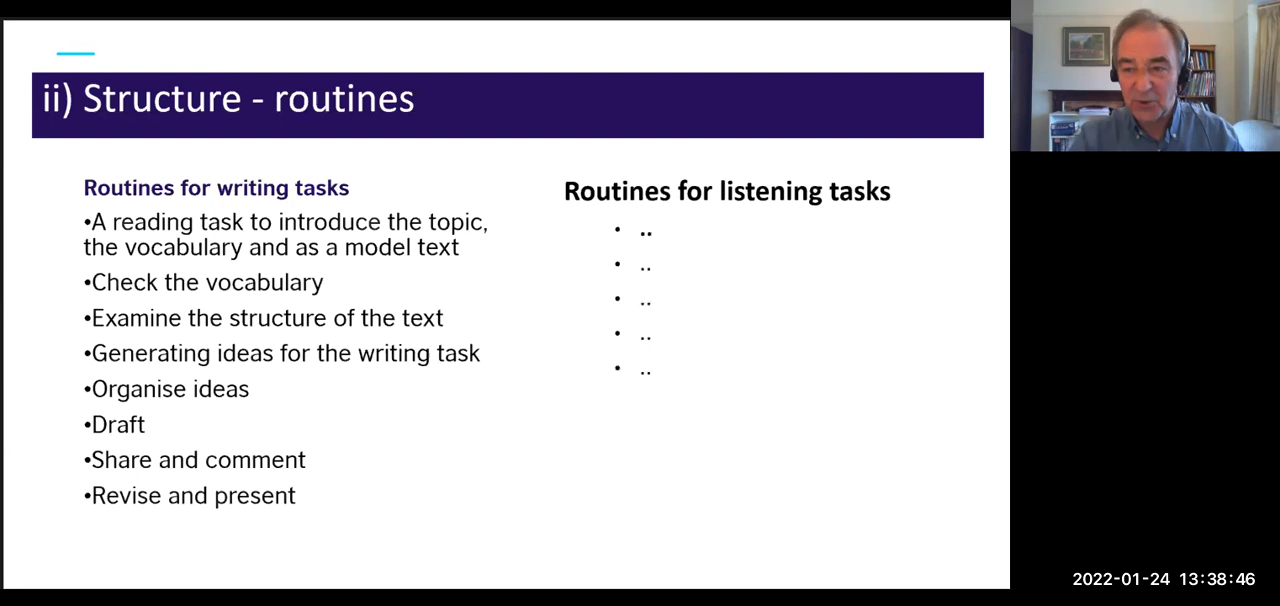 ii) Structure - routines
Routines for writing tasks
•A reading task to introduce the topic,
the vocabulary and as a model text
•Check the vocabulary
•Examine the structure of the text
•Generating ideas for the writing task
•Organise ideas
•Draft
•Share and comment
•Revise and present
Routines for listening tasks
• ..
• ..
• ..
• ..
• ..
2022-01-24 13:38:46